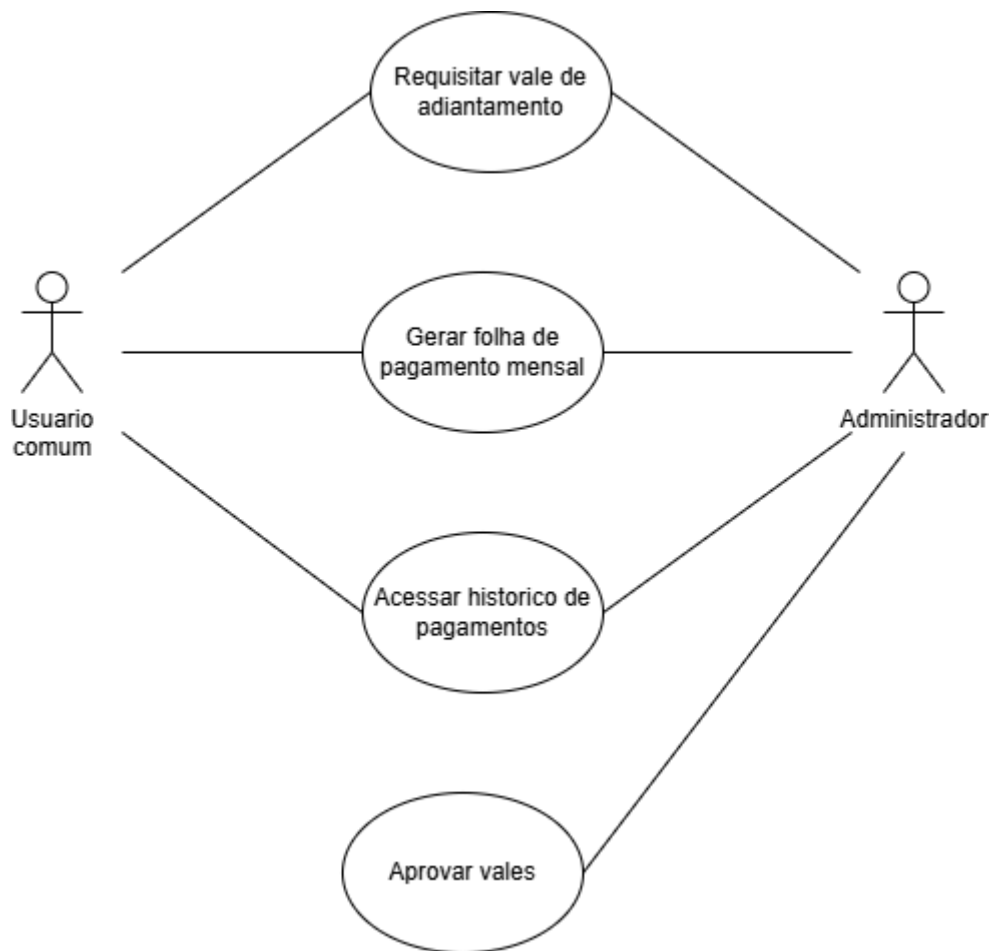 Requisitar vale de
adiantamento
Gerar folha de
pagamento mensal
Usuario
comum
Administrador
Acessar historico de
pagamentos
Aprovar vales